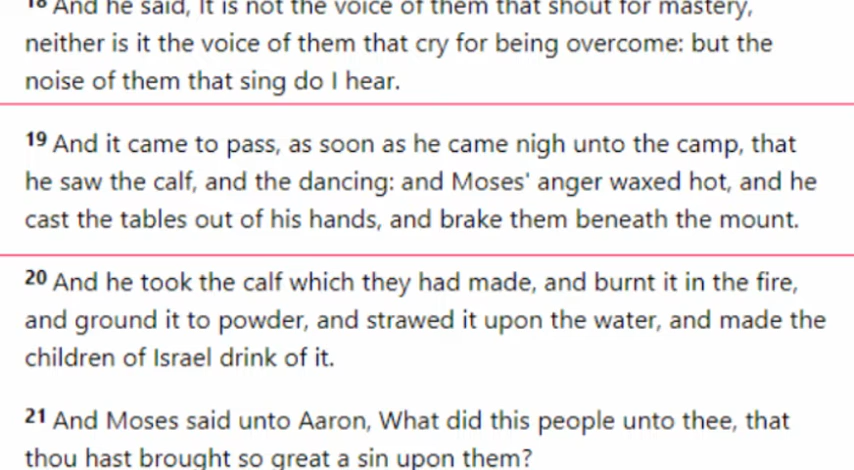 18 And he said, It is not the voice of them that shout for mastery,
neither is it the voice of them that cry for being overcome: but the
noise of them that sing do I hear.
19 And it came to pass, as soon as he came nigh unto the camp, that
he saw the calf, and the dancing: and Moses' anger waxed hot, and he
cast the tables out of his hands, and brake them beneath the mount.
20 And he took the calf which they had made, and burnt it in the fire,
and ground it to powder, and strawed it upon the water, and made the
children of Israel drink of it.
21 And Moses said unto Aaron, What did this people unto thee, that
thou hast brought so great a sin upon them?